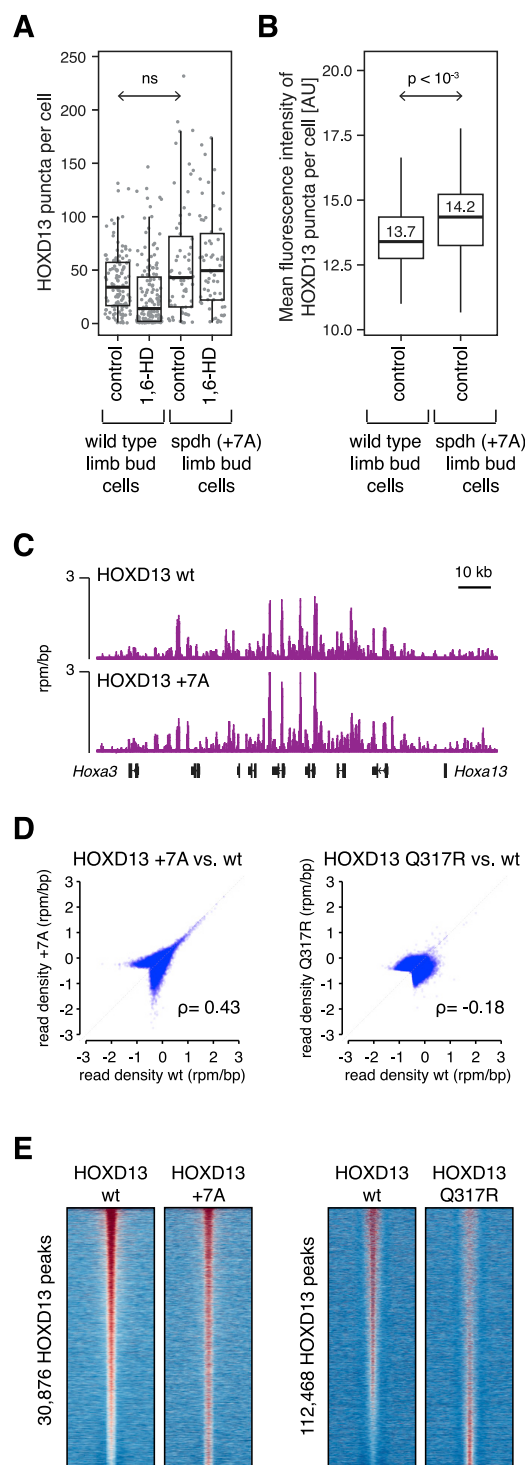 A
HOXD13 puncta per cell
250
200
150
100
50
0
ns
control
1,6-HD
control
1,6-HD
wild type
limb bud
cells
spdh (+7A)
limb bud
cells
B
Mean fluorescence intensity of
HOXD13 puncta per cell [AU]
20.0
17.5
15.0
12.5
10.0
p < 10⁻³
13.7
14.2
control
control
wild type
limb bud
cells
spdh (+7A)
limb bud
cells
C
rpm/bp
3
HOXD13 wt
10 kb
3
HOXD13 +7A
Hoxa3
Hoxa13
D
HOXD13 +7A vs. wt
read density +7A (rpm/bp)
3
2
1
0
-1
-2
-3
ρ= 0.43
-3 -2 -1 0 1 2 3
read density wt (rpm/bp)
HOXD13 Q317R vs. wt
read density Q317R (rpm/bp)
3
2
1
0
-1
-2
-3
ρ= -0.18
-3 -2 -1 0 1 2 3
read density wt (rpm/bp)
E
HOXD13
wt
HOXD13
+7A
30,876 HOXD13 peaks
HOXD13
wt
HOXD13
Q317R
112,468 HOXD13 peaks